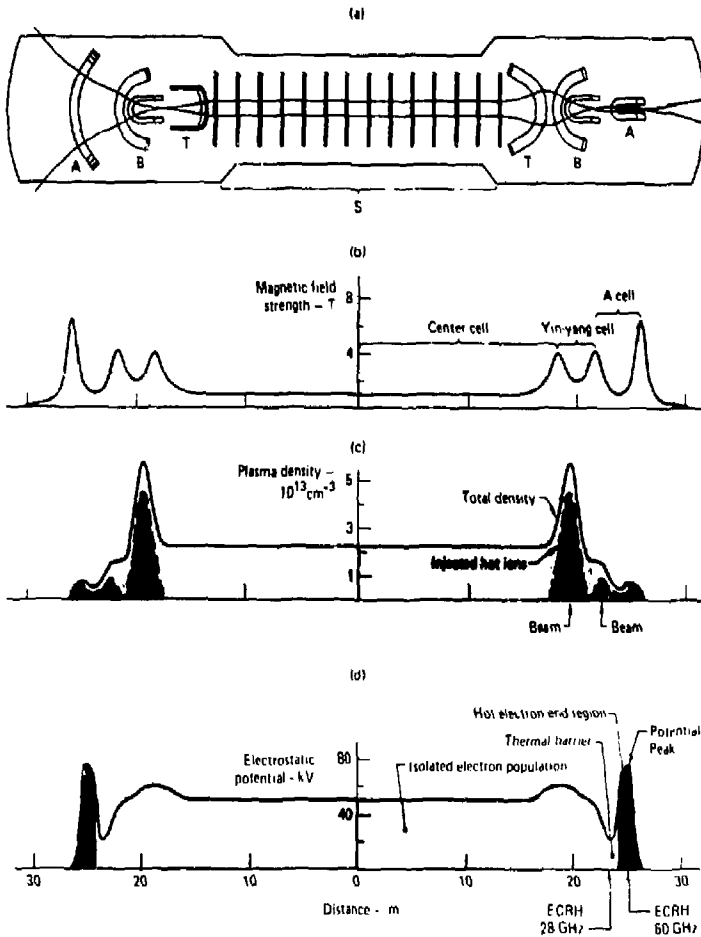 (a)
A
B
T
T
B
A
S
(b)
Magnetic field
strength – T
8
4
A cell
Center cell
Yin-yang cell
(c)
Plasma density –
10¹³cm⁻³
5
3
1
Total density
Injected hot ions
Beam
Beam
(d)
Hot electron end region
Thermal barrier
Potential
Peak
Electrostatic
potential - kV
80
40
Isolated electron population
30
20
10
0
10
20
30
Distance - m
ECRH
28 GHz
ECRH
60 GHz